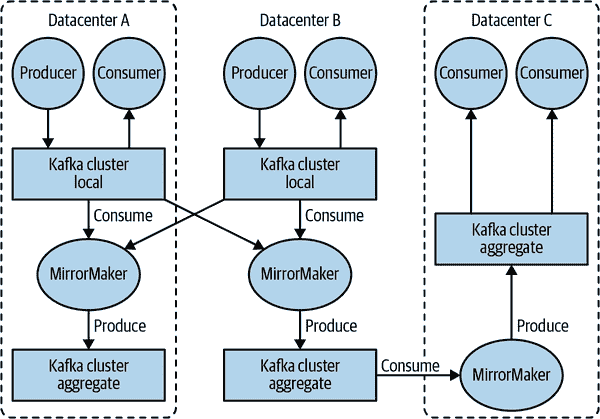 Datacenter A
Datacenter B
Datacenter C
Producer
Consumer
Producer
Consumer
Consumer
Consumer
Kafka cluster
local
Kafka cluster
local
Consume
Consume
Kafka cluster
aggregate
MirrorMaker
MirrorMaker
Produce
Produce
Produce
Kafka cluster
aggregate
Kafka cluster
aggregate
Consume
MirrorMaker